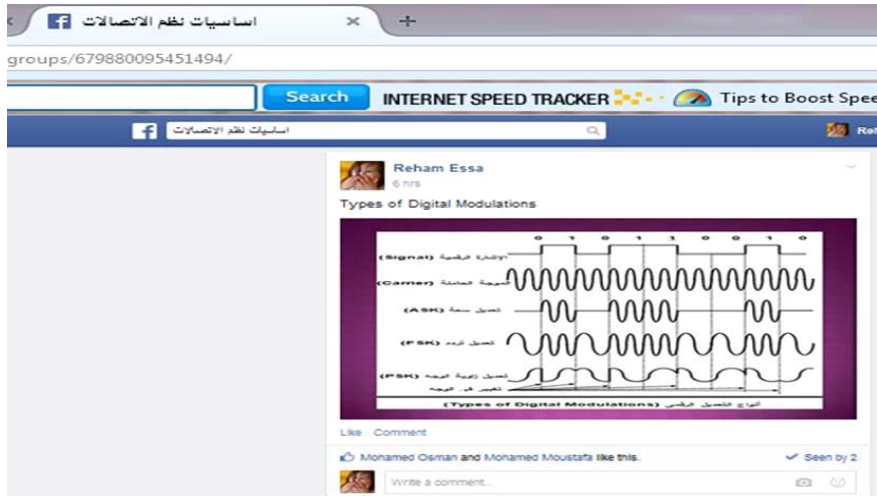 اساسيات نظم الاتصالات
groups/679880095451494/
Search
INTERNET SPEED TRACKER
Tips to Boost Spee
اساسيات نظم الاتصالات
Reham Essa
6 hrs
Types of Digital Modulations
0 1 0 1 1 0 0 1 0
الإشارة الرقمية (Signal)
الموجة الحاملة (Carrier)
تعديل سعة (ASK)
تعديل تردد (FSK)
تعديل زاوية الوجه (PSK)
تغيير في الوجه
أنواع التعديل الرقمي (Types of Digital Modulations)
Like · Comment
Mohamed Osman and Mohamed Moustafa like this.
Seen by 2
Write a comment...